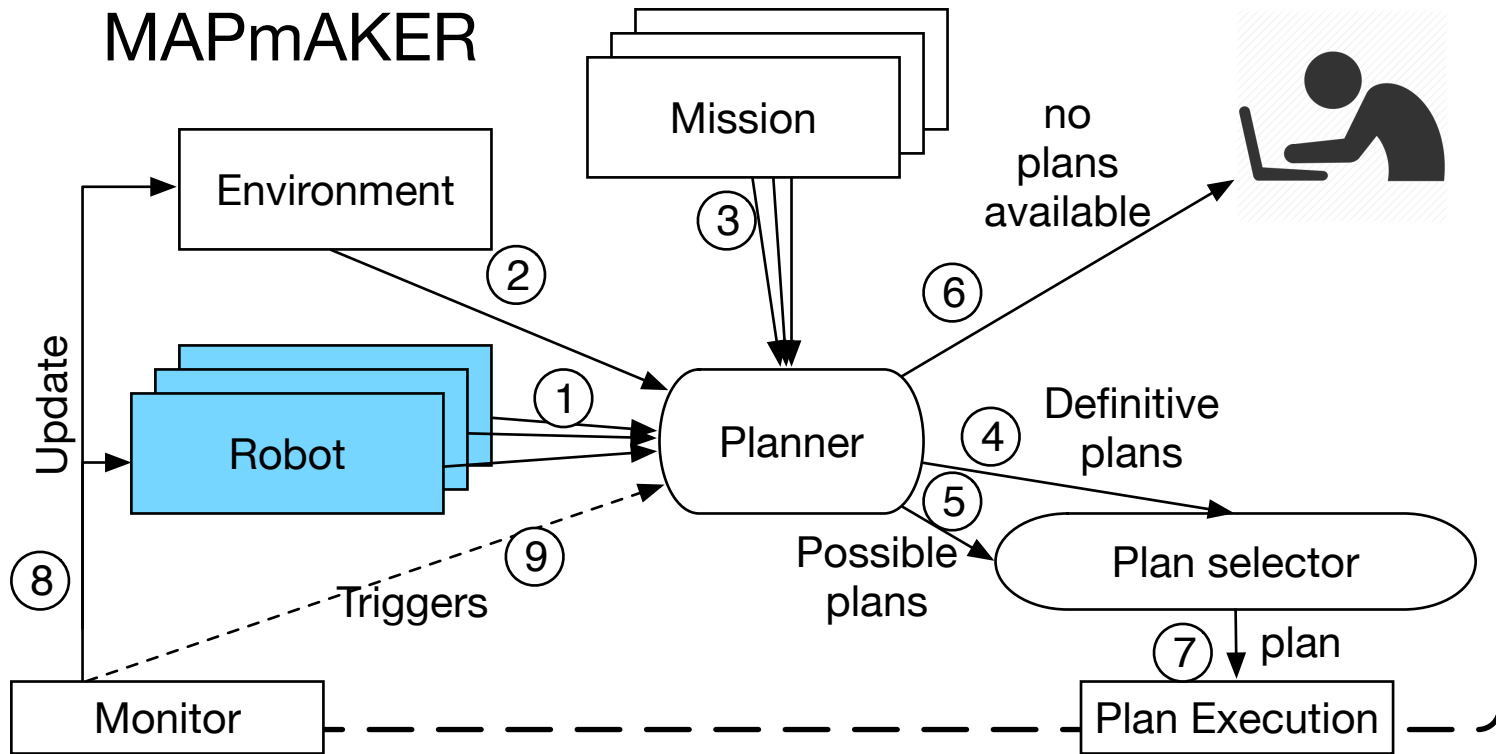 MAPmAKER
Mission
no
plans
available
Environment
3
2
6
Update
1
Robot
Planner
Definitive
plans
4
5
9
Possible
plans
8
Triggers
Plan selector
7
plan
Monitor
Plan Execution